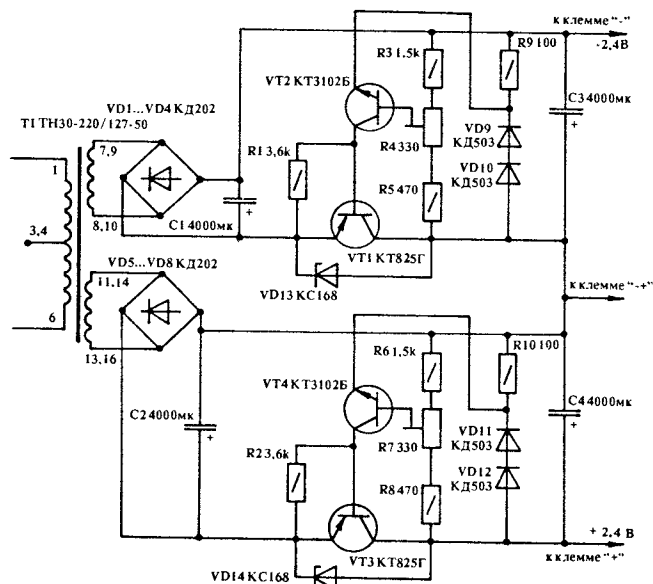 к клемме "-"
-2,4В
R9 100
R3 1,5k
VT2 КТ3102Б
C3 4000мк
VD1...VD4 КД202
T1 ТН30-220/127-50
VD9
КД503
7,9
R4 330
VD10
КД503
R1 3,6k
1
R5 470
8,10
C1 4000мк
3,4
VT1 КТ825Г
VD5...VD8 КД202
VD13 КС168
11,14
к клемме "-+"
6
R6 1,5k
R10 100
13,16
VT4 КТ3102Б
C4 4000мк
C2 4000мк
VD11
КД503
R7 330
R2 3,6k
VD12
КД503
R8 470
+ 2,4 В
VT3 КТ825Г
к клемме "+"
VD14 КС168